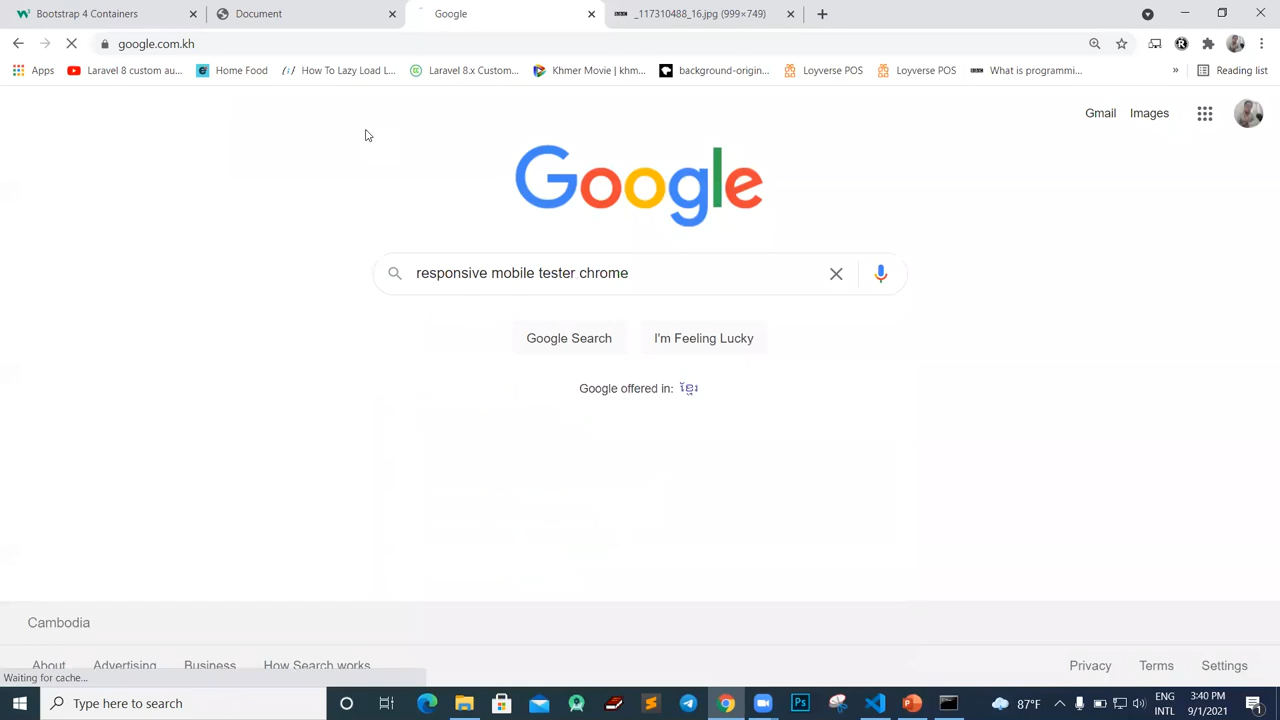 Bootstrap 4 Containers
Document
Google
_117310488_16.jpg (999×749)
google.com.kh
Apps
Laravel 8 custom au...
Home Food
How To Lazy Load L...
Laravel 8.x Custom...
Khmer Movie | khm...
background-origin...
Loyverse POS
Loyverse POS
What is programmi...
»
Reading list
Gmail
Images
Google
responsive mobile tester chrome
Google Search
I'm Feeling Lucky
Google offered in: ខ្មែរ
Cambodia
About
Advertising
Business
How Search works
Privacy
Terms
Settings
Waiting for cache...
Type here to search
Ps
87°F
ENG
INTL
3:40 PM
9/1/2021
1